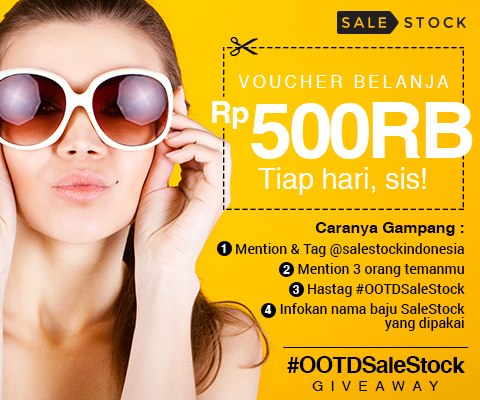 SALE STOCK
VOUCHER BELANJA
Rp500RB
Tiap hari, sis!
Caranya Gampang :
1 Mention & Tag @salestockindonesia
2 Mention 3 orang temanmu
3 Hastag #OOTDSaleStock
4 Infokan nama baju SaleStock
yang dipakai
#OOTDSaleStock
GIVEAWAY